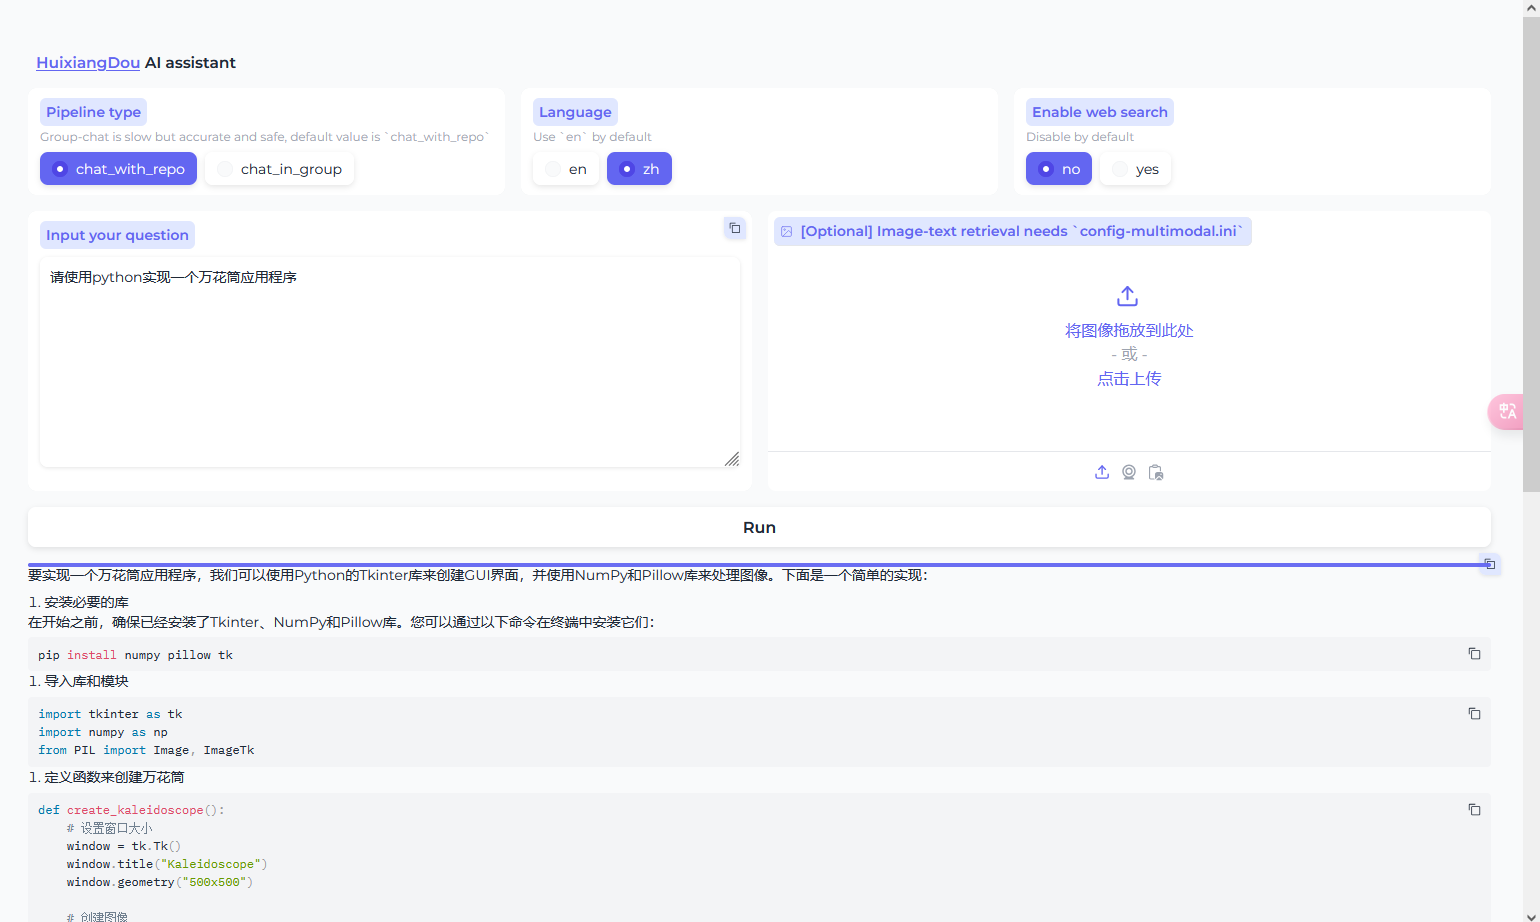 HuixiangDou AI assistant
Pipeline type
Group-chat is slow but accurate and safe, default value is `chat_with_repo`
chat_with_repo
chat_in_group
Language
Use `en` by default
en
zh
Enable web search
Disable by default
no
yes
Input your question
请使用python实现一个万花筒应用程序
[Optional] Image-text retrieval needs `config-multimodal.ini`
将图像拖放到此处
- 或 -
点击上传
中
A
Run
要实现一个万花筒应用程序，我们可以使用Python的Tkinter库来创建GUI界面，并使用NumPy和Pillow库来处理图像。下面是一个简单的实现：
1. 安装必要的库
在开始之前，确保已经安装了Tkinter、NumPy和Pillow库。您可以通过以下命令在终端中安装它们：
pip install numpy pillow tk
1. 导入库和模块
import tkinter as tk
import numpy as np
from PIL import Image, ImageTk
1. 定义函数来创建万花筒
def create_kaleidoscope():
    # 设置窗口大小
    window = tk.Tk()
    window.title("Kaleidoscope")
    window.geometry("500x500")
    # 创建图像